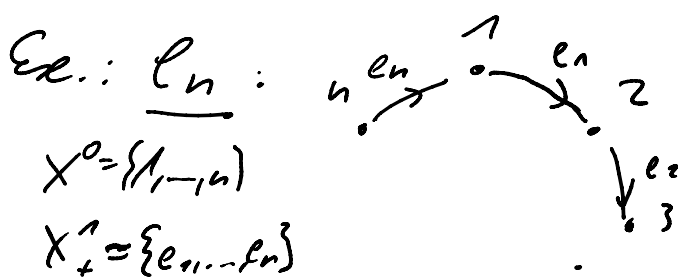 Ex.: C_n :
n e_n 1 e_1 2
e_2
3
X^0 = {1,...,n}
X^1_+ = {e_1,...,e_n}